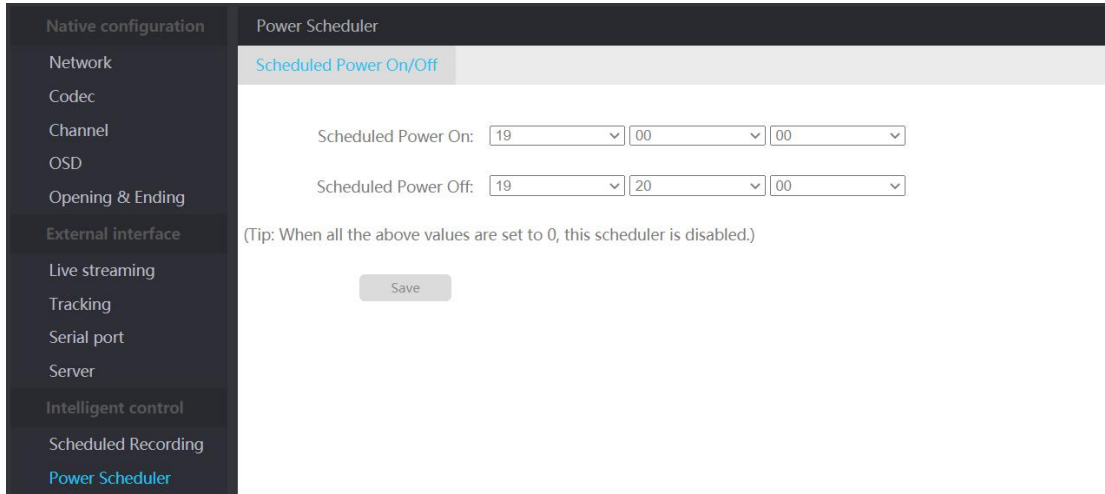 Native configuration
Network
Codec
Channel
OSD
Opening & Ending
External interface
Live streaming
Tracking
Serial port
Server
Intelligent control
Scheduled Recording
Power Scheduler
Power Scheduler
Scheduled Power On/Off
Scheduled Power On: 19 00 00
Scheduled Power Off: 19 20 00
(Tip: When all the above values are set to 0, this scheduler is disabled.)
Save